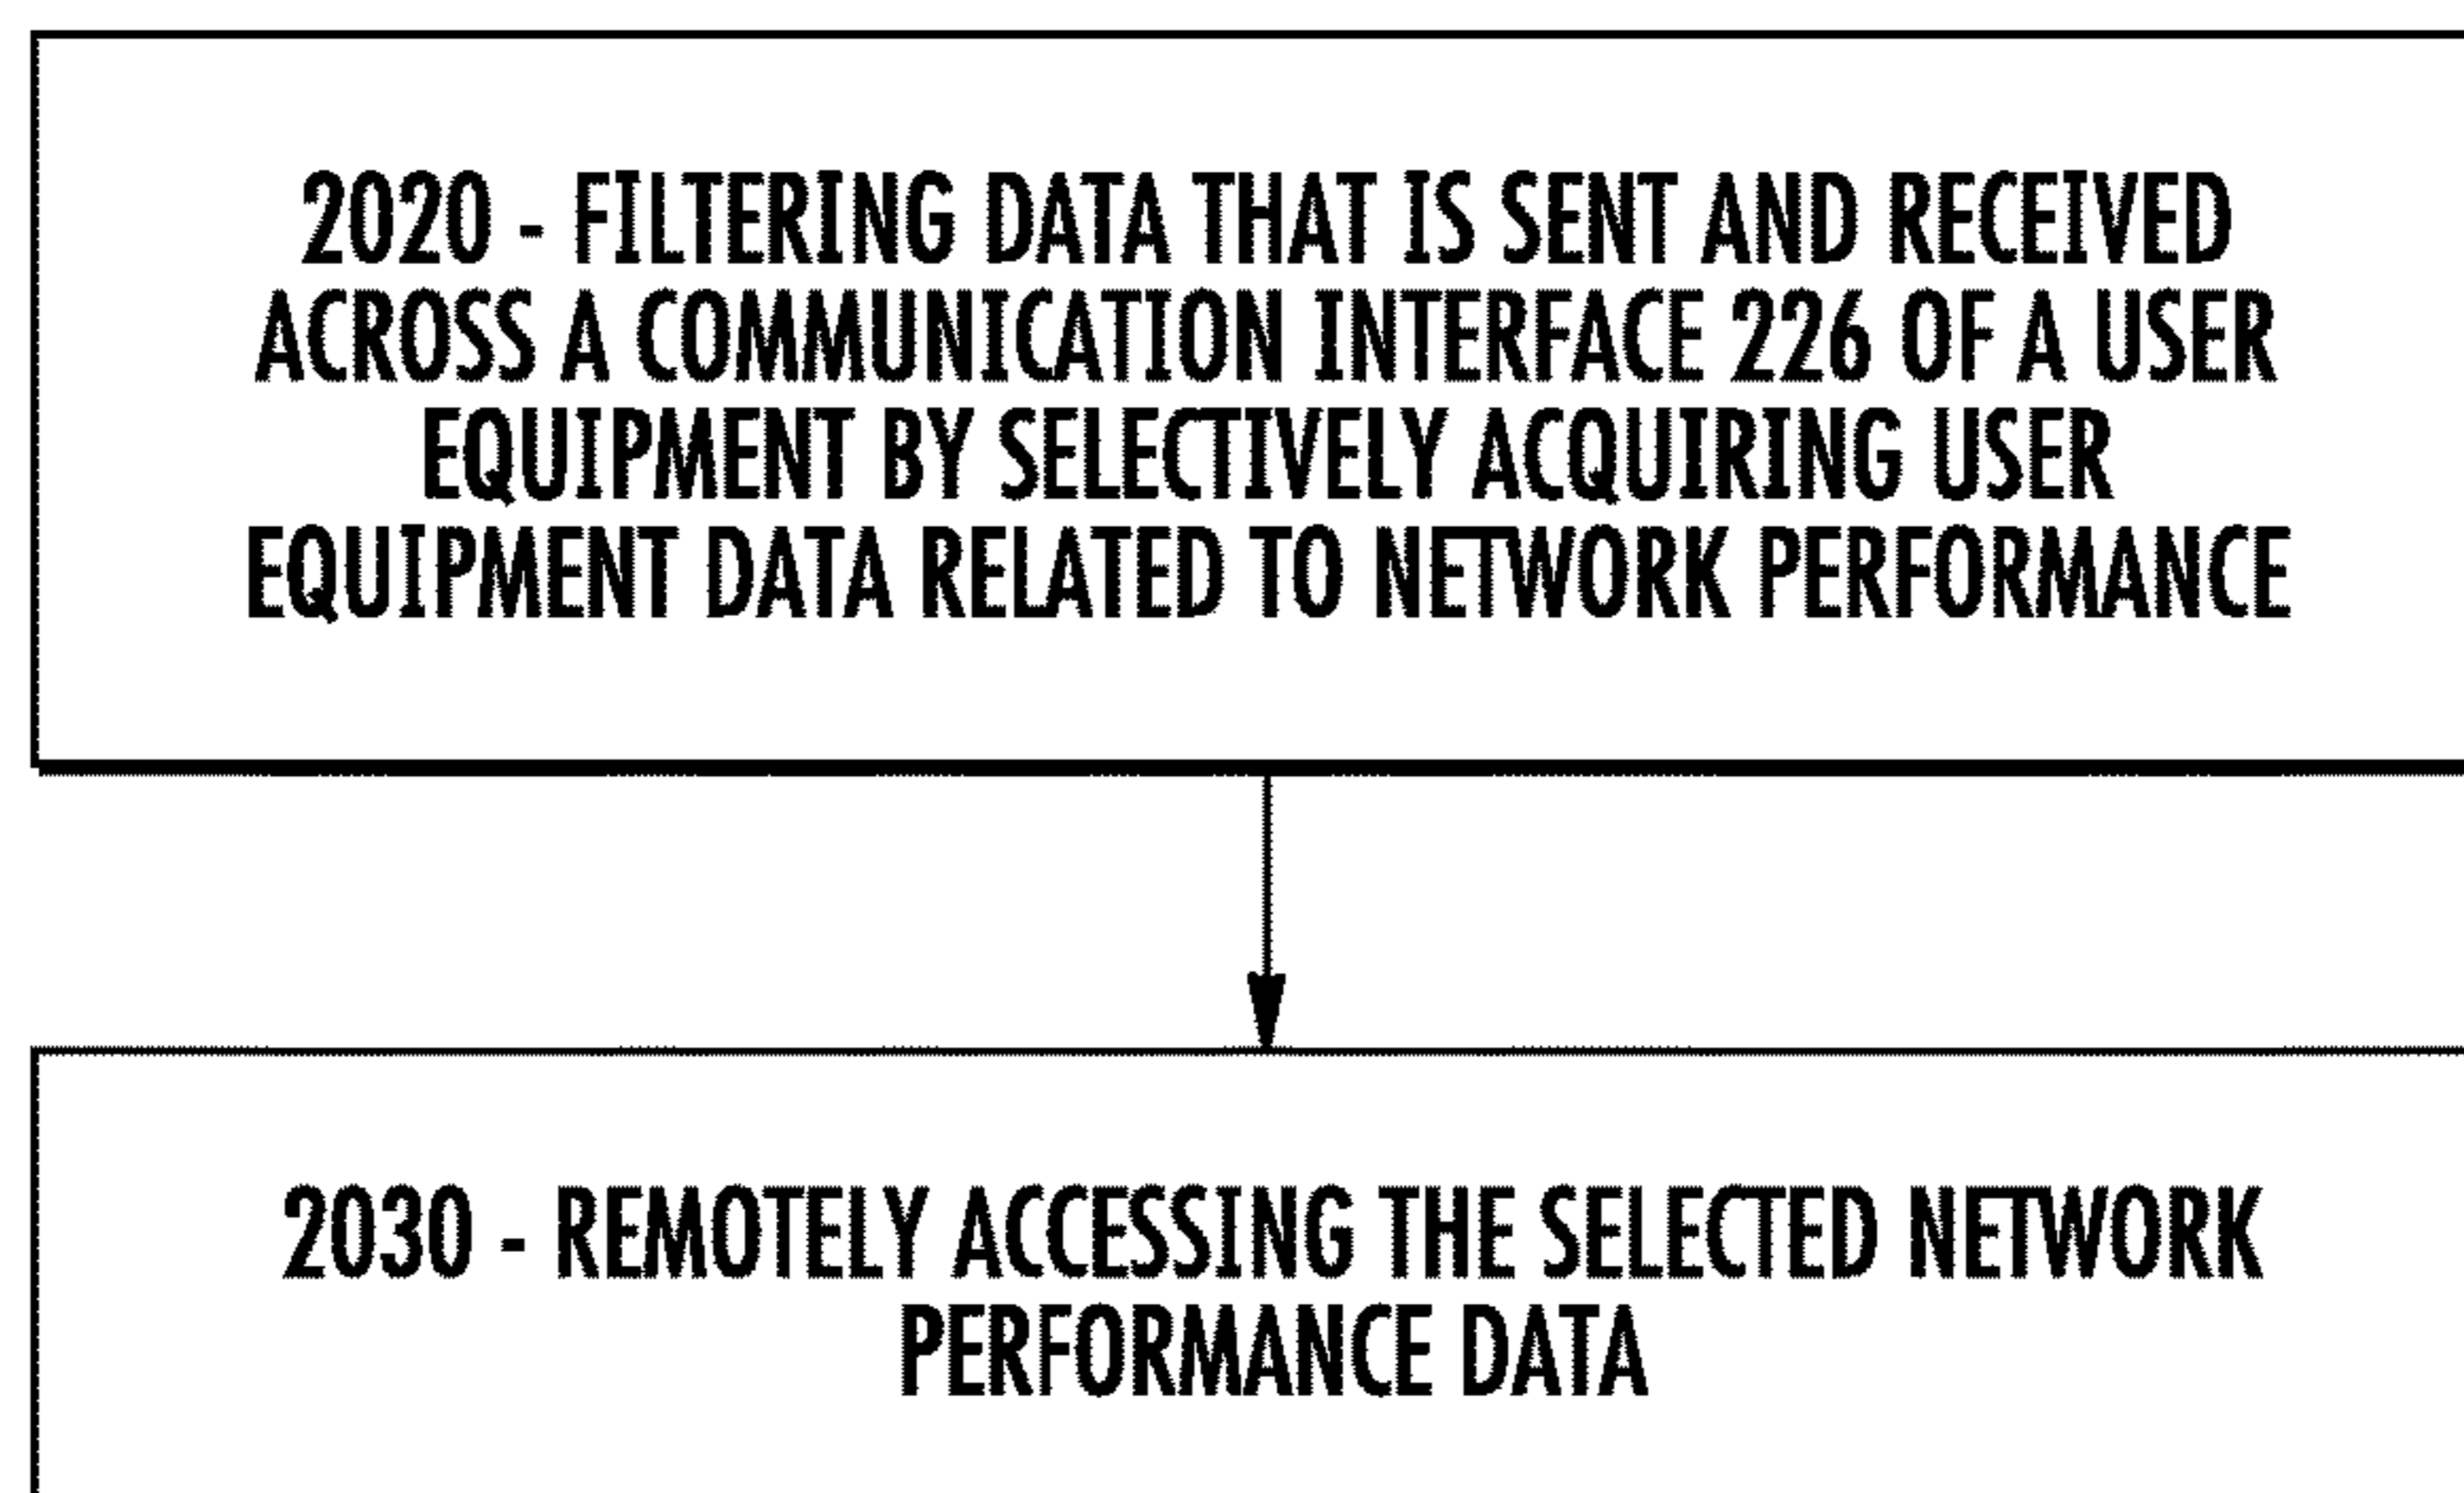 2020 - FILTERING DATA THAT IS SENT AND RECEIVED
ACROSS A COMMUNICATION INTERFACE 226 OF A USER
EQUIPMENT BY SELECTIVELY ACQUIRING USER
EQUIPMENT DATA RELATED TO NETWORK PERFORMANCE
2030 - REMOTELY ACCESSING THE SELECTED NETWORK
PERFORMANCE DATA